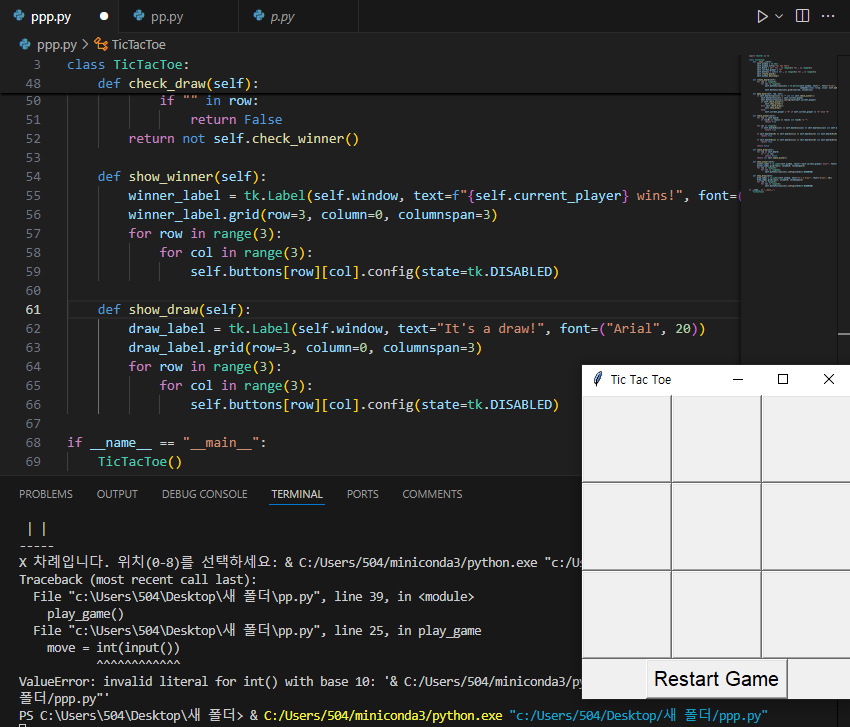 ppp.py
pp.py
p.py
ppp.py > TicTacToe
3 class TicTacToe:
48 def check_draw(self):
50 if "" in row:
51 return False
52 return not self.check_winner()
53
54 def show_winner(self):
55 winner_label = tk.Label(self.window, text=f"{self.current_player} wins!", font=(
56 winner_label.grid(row=3, column=0, columnspan=3)
57 for row in range(3):
58 for col in range(3):
59 self.buttons[row][col].config(state=tk.DISABLED)
60
61 def show_draw(self):
62 draw_label = tk.Label(self.window, text="It's a draw!", font=("Arial", 20))
63 draw_label.grid(row=3, column=0, columnspan=3)
64 for row in range(3):
65 for col in range(3):
66 self.buttons[row][col].config(state=tk.DISABLED)
67
68 if __name__ == "__main__":
69 TicTacToe()
Tic Tac Toe
Restart Game
PROBLEMS OUTPUT DEBUG CONSOLE TERMINAL PORTS COMMENTS
| |
-----
X 차례입니다. 위치(0-8)를 선택하세요: & C:/Users/504/miniconda3/python.exe "c:/Us
Traceback (most recent call last):
File "c:\Users\504\Desktop\새 폴더\pp.py", line 39, in <module>
play_game()
File "c:\Users\504\Desktop\새 폴더\pp.py", line 25, in play_game
move = int(input())
^^^^^^^^^^^^
ValueError: invalid literal for int() with base 10: '& C:/Users/504/miniconda3/py
폴더/ppp.py"'
PS C:\Users\504\Desktop\새 폴더> & C:/Users/504/miniconda3/python.exe "c:/Users/504/Desktop/새 폴더/ppp.py"